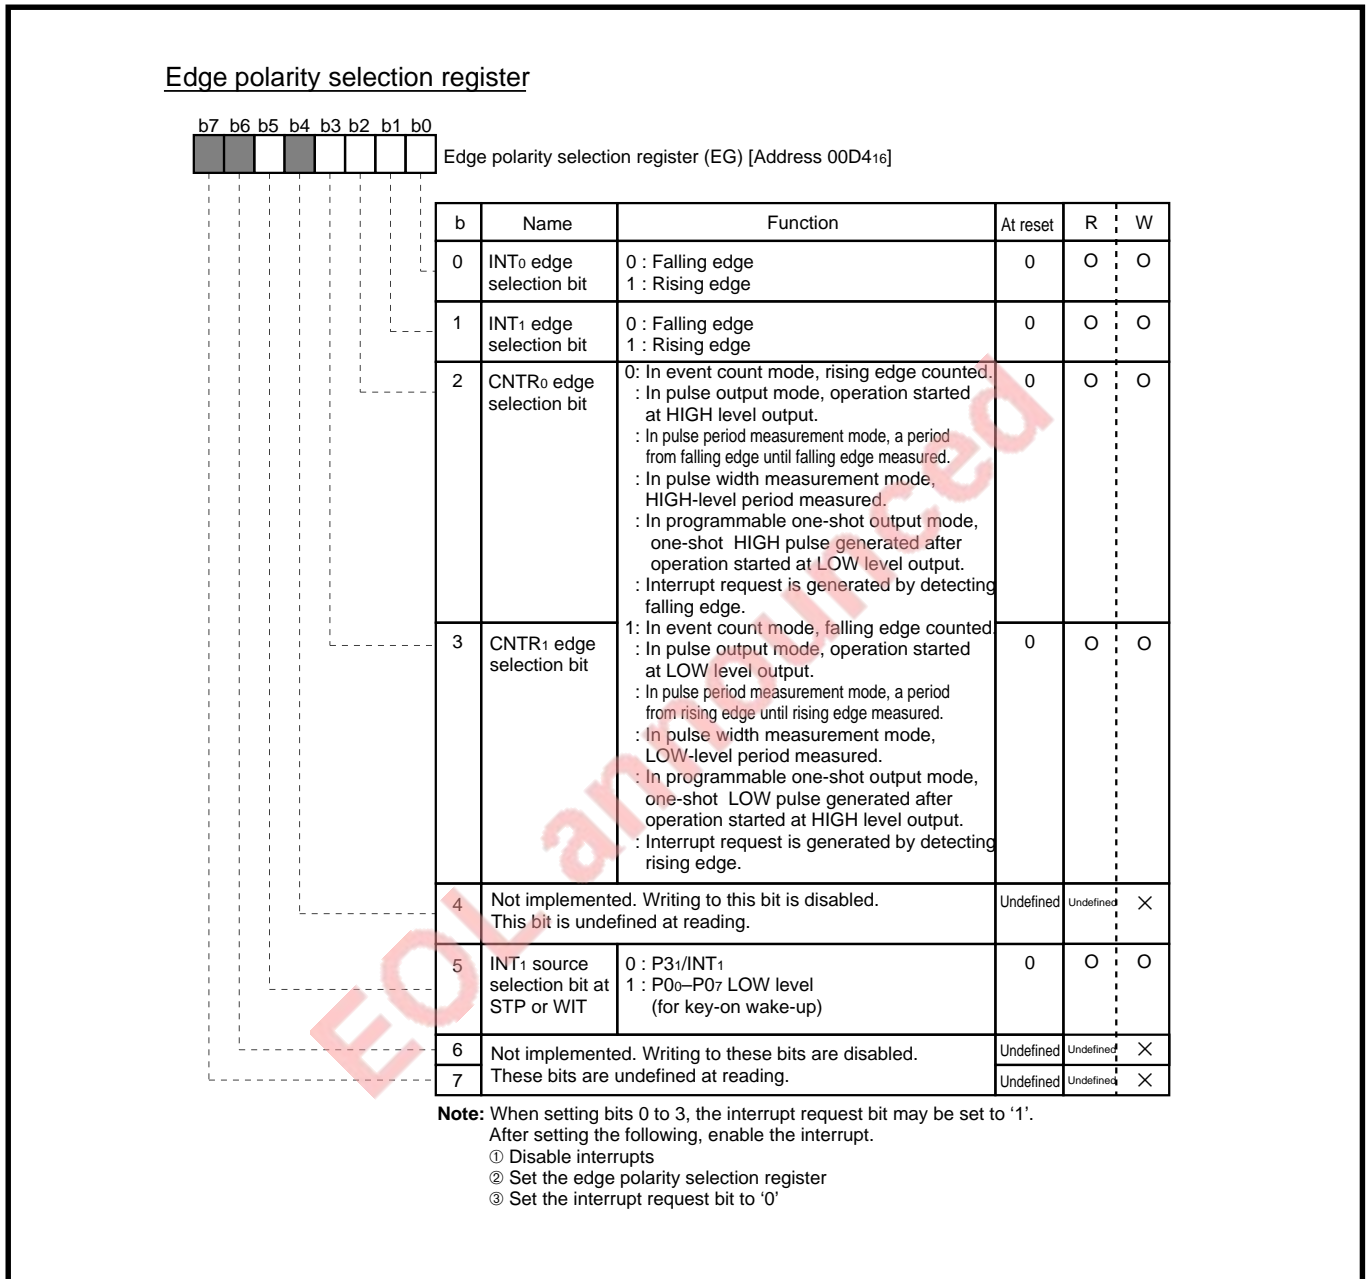 Edge polarity selection register
b7 b6 b5 b4 b3 b2 b1 b0
Edge polarity selection register (EG) [Address 00D4₁₆]
b Name Function At reset R W
0 INT₀ edge selection bit
0 : Falling edge
1 : Rising edge
0 O O
1 INT₁ edge selection bit
0 : Falling edge
1 : Rising edge
0 O O
2 CNTR₀ edge selection bit
0: In event count mode, rising edge counted.
: In pulse output mode, operation started
at HIGH level output.
: In pulse period measurement mode, a period
from falling edge until falling edge measured.
: In pulse width measurement mode,
HIGH-level period measured.
: In programmable one-shot output mode,
one-shot HIGH pulse generated after
operation started at LOW level output.
: Interrupt request is generated by detecting
falling edge.
0 O O
3 CNTR₁ edge selection bit
1: In event count mode, falling edge counted.
: In pulse output mode, operation started
at LOW level output.
: In pulse period measurement mode, a period
from rising edge until rising edge measured.
: In pulse width measurement mode,
LOW-level period measured.
: In programmable one-shot output mode,
one-shot LOW pulse generated after
operation started at HIGH level output.
: Interrupt request is generated by detecting
rising edge.
0 O O
4 Not implemented. Writing to this bit is disabled.
This bit is undefined at reading.
Undefined Undefined ×
5 INT₁ source selection bit at STP or WIT
0 : P3₁/INT₁
1 : P0₀–P0₇ LOW level
(for key-on wake-up)
0 O O
6 Not implemented. Writing to these bits are disabled.
Undefined Undefined ×
7 These bits are undefined at reading.
Undefined Undefined ×
Note: When setting bits 0 to 3, the interrupt request bit may be set to ‘1’.
After setting the following, enable the interrupt.
① Disable interrupts
② Set the edge polarity selection register
③ Set the interrupt request bit to ‘0’
EOL announced